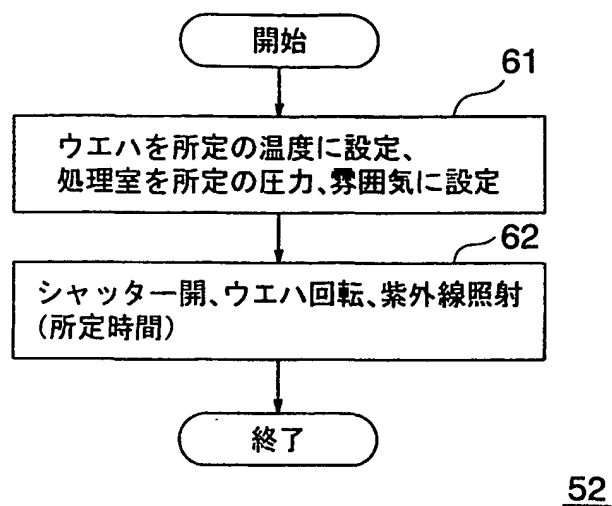 開始
61
ウエハを所定の温度に設定、
処理室を所定の圧力、雰囲気に設定
62
シャッター開、ウエハ回転、紫外線照射
(所定時間)
終了
52